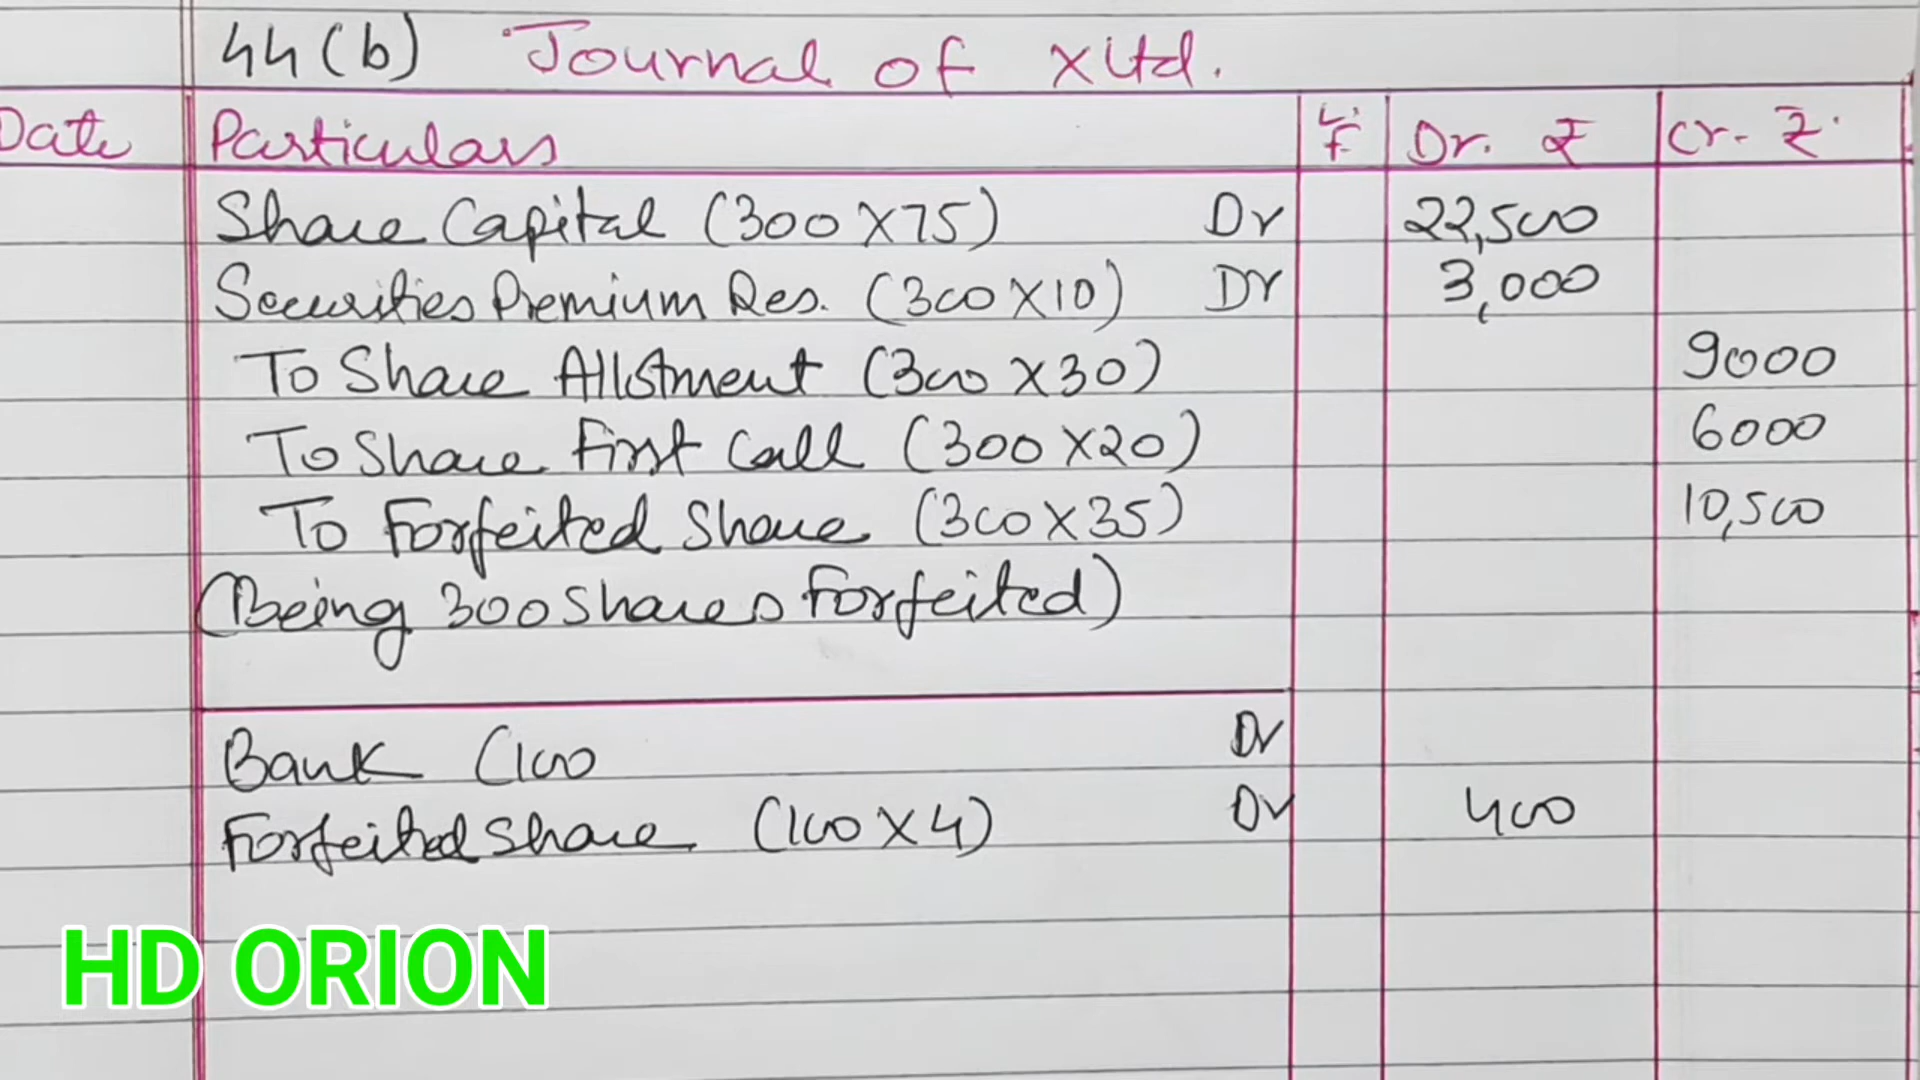 44(b) Journal of X Ltd.
Date Particulars L.F. Dr. ₹ Cr. ₹
Share Capital (300 X 75) Dr 22,500
Securities Premium Res. (300 X 10) Dr 3,000
To Share Allotment (300 X 30) 9000
To Share First Call (300 X 20) 6000
To Forfeited Share (300 X 35) 10,500
(Being 300 Shares Forfeited)
Bank (100 Dr
Forfeited Share (100 X 4) Dr 400
HD ORION